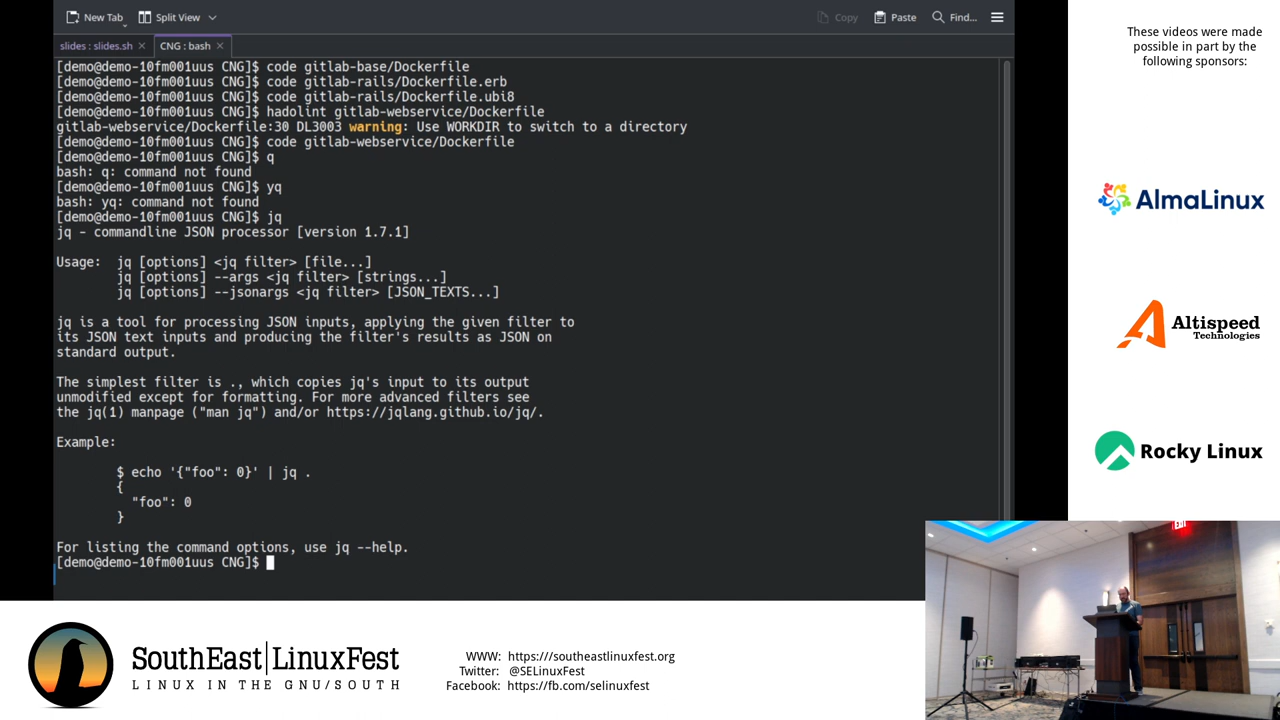 New Tab
Split View
Copy
Paste
Find...
slides : slides.sh
CNG : bash
[demo@demo-10fm001uus CNG]$ code gitlab-base/Dockerfile
[demo@demo-10fm001uus CNG]$ code gitlab-rails/Dockerfile.erb
[demo@demo-10fm001uus CNG]$ code gitlab-rails/Dockerfile.ubi8
[demo@demo-10fm001uus CNG]$ hadolint gitlab-webservice/Dockerfile
gitlab-webservice/Dockerfile:30 DL3003 warning: Use WORKDIR to switch to a directory
[demo@demo-10fm001uus CNG]$ code gitlab-webservice/Dockerfile
[demo@demo-10fm001uus CNG]$ q
bash: q: command not found
[demo@demo-10fm001uus CNG]$ yq
bash: yq: command not found
[demo@demo-10fm001uus CNG]$ jq
jq - commandline JSON processor [version 1.7.1]
Usage:  jq [options] <jq filter> [file...]
jq [options] --args <jq filter> [strings...]
jq [options] --jsonargs <jq filter> [JSON_TEXTS...]
jq is a tool for processing JSON inputs, applying the given filter to
its JSON text inputs and producing the filter's results as JSON on
standard output.
The simplest filter is ., which copies jq's input to its output
unmodified except for formatting. For more advanced filters see
the jq(1) manpage ("man jq") and/or https://jqlang.github.io/jq/.
Example:
$ echo '{"foo": 0}' | jq .
{
"foo": 0
}
For listing the command options, use jq --help.
[demo@demo-10fm001uus CNG]$
These videos were made
possible in part by the
following sponsors:
AlmaLinux
Altispeed
Technologies
Rocky Linux
EXIT
SouthEast LinuxFest
LINUX IN THE GNU/SOUTH
WWW: https:///southeastlinuxfest.org
Twitter: @SELinuxFest
Facebook: https://fb.com/selinuxfest